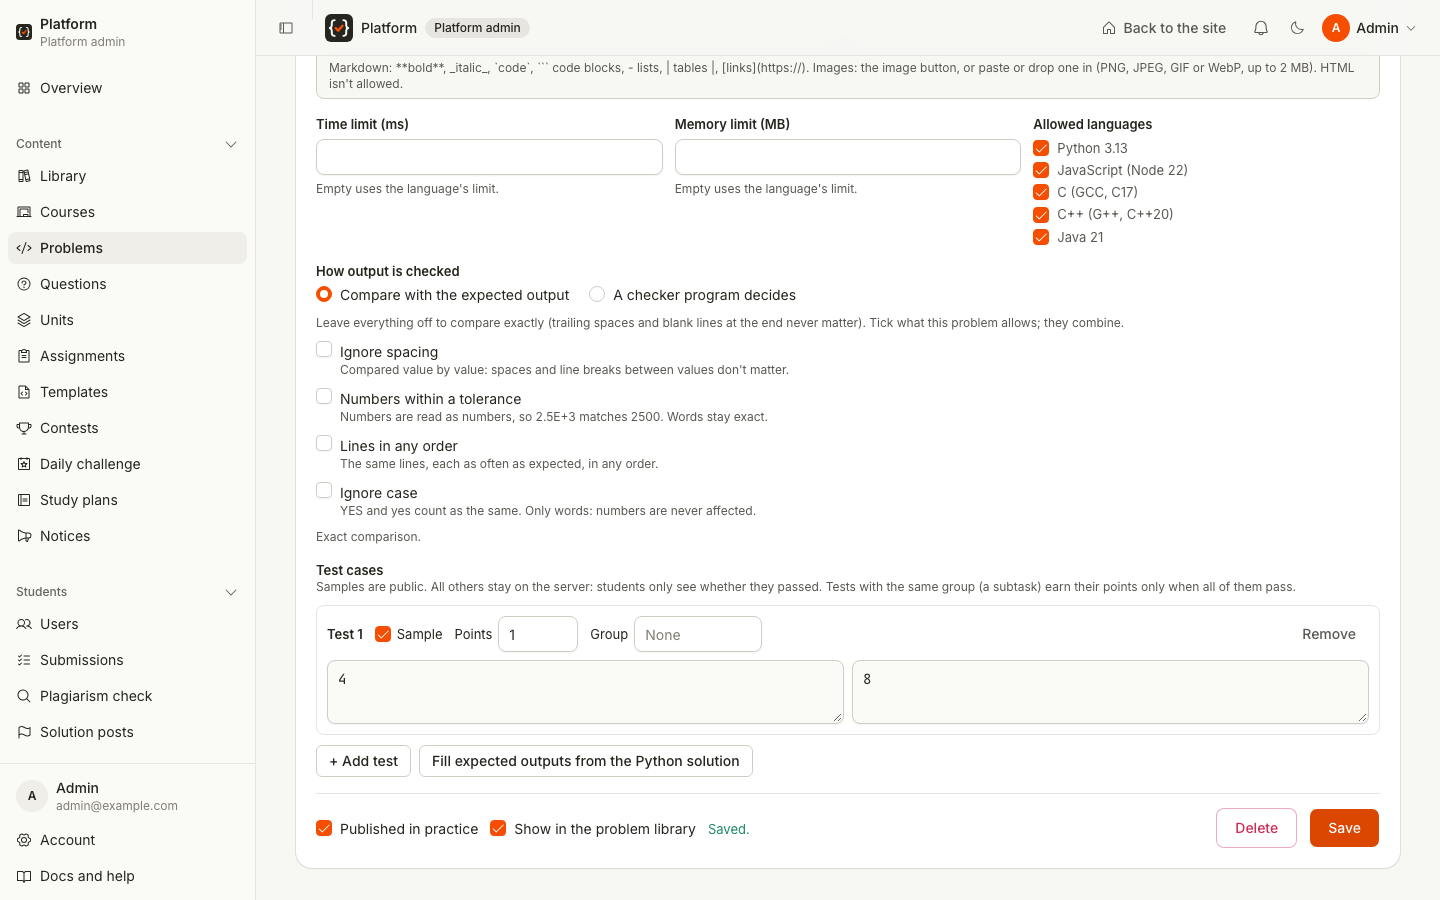 Platform
Platform admin
Overview
Content
Library
Courses
Problems
Questions
Units
Assignments
Templates
Contests
Daily challenge
Study plans
Notices
Students
Users
Submissions
Plagiarism check
Solution posts
A
Admin
admin@example.com
Account
Docs and help
Platform
Platform admin
Back to the site
A
Admin
Markdown: **bold**, _italic_, `code`, ``` code blocks, - lists, | tables |, [links](https://). Images: the image button, or paste or drop one in (PNG, JPEG, GIF or WebP, up to 2 MB). HTML
isn't allowed.
Time limit (ms)
Empty uses the language's limit.
Memory limit (MB)
Empty uses the language's limit.
Allowed languages
Python 3.13
JavaScript (Node 22)
C (GCC, C17)
C++ (G++, C++20)
Java 21
How output is checked
Compare with the expected output
A checker program decides
Leave everything off to compare exactly (trailing spaces and blank lines at the end never matter). Tick what this problem allows; they combine.
Ignore spacing
Compared value by value: spaces and line breaks between values don't matter.
Numbers within a tolerance
Numbers are read as numbers, so 2.5E+3 matches 2500. Words stay exact.
Lines in any order
The same lines, each as often as expected, in any order.
Ignore case
YES and yes count as the same. Only words: numbers are never affected.
Exact comparison.
Test cases
Samples are public. All others stay on the server: students only see whether they passed. Tests with the same group (a subtask) earn their points only when all of them pass.
Test 1
Sample
Points
1
Group
None
Remove
4
8
+ Add test
Fill expected outputs from the Python solution
Published in practice
Show in the problem library
Saved.
Delete
Save